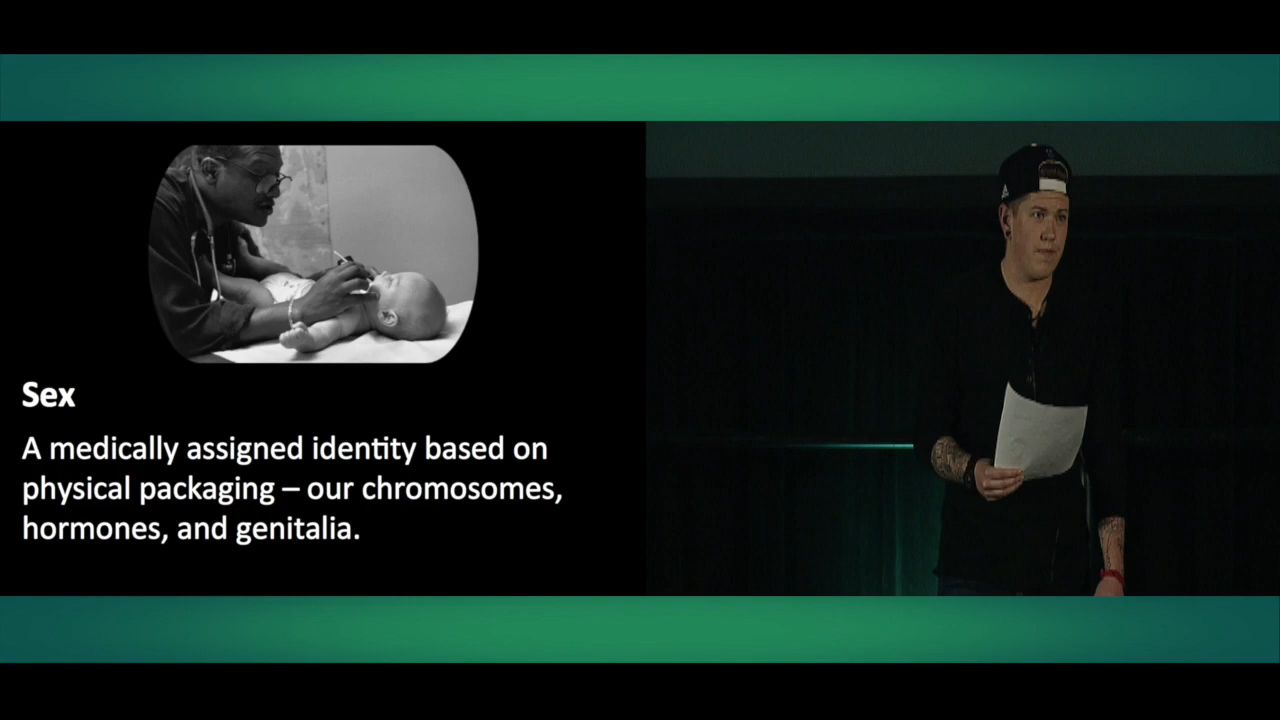 Sex
A medically assigned identity based on
physical packaging – our chromosomes,
hormones, and genitalia.